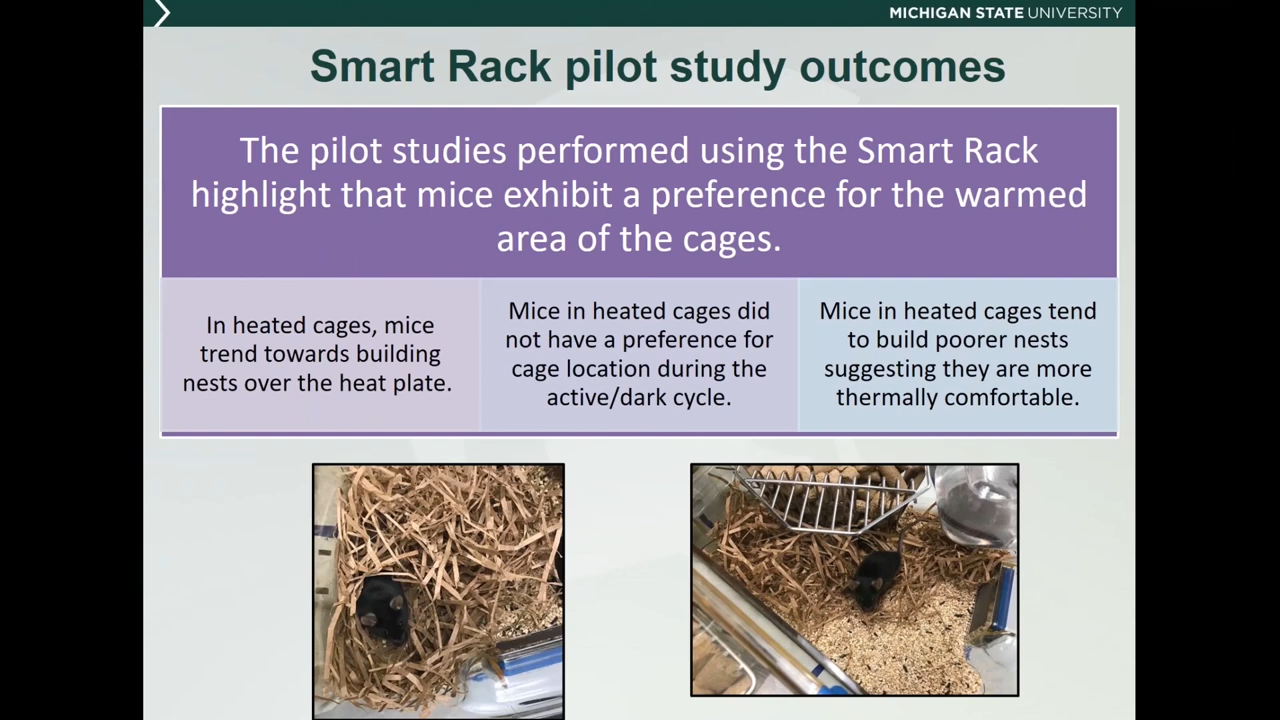 MICHIGAN STATE UNIVERSITY
Smart Rack pilot study outcomes
The pilot studies performed using the Smart Rack
highlight that mice exhibit a preference for the warmed
area of the cages.
In heated cages, mice
trend towards building
nests over the heat plate.
Mice in heated cages did
not have a preference for
cage location during the
active/dark cycle.
Mice in heated cages tend
to build poorer nests
suggesting they are more
thermally comfortable.